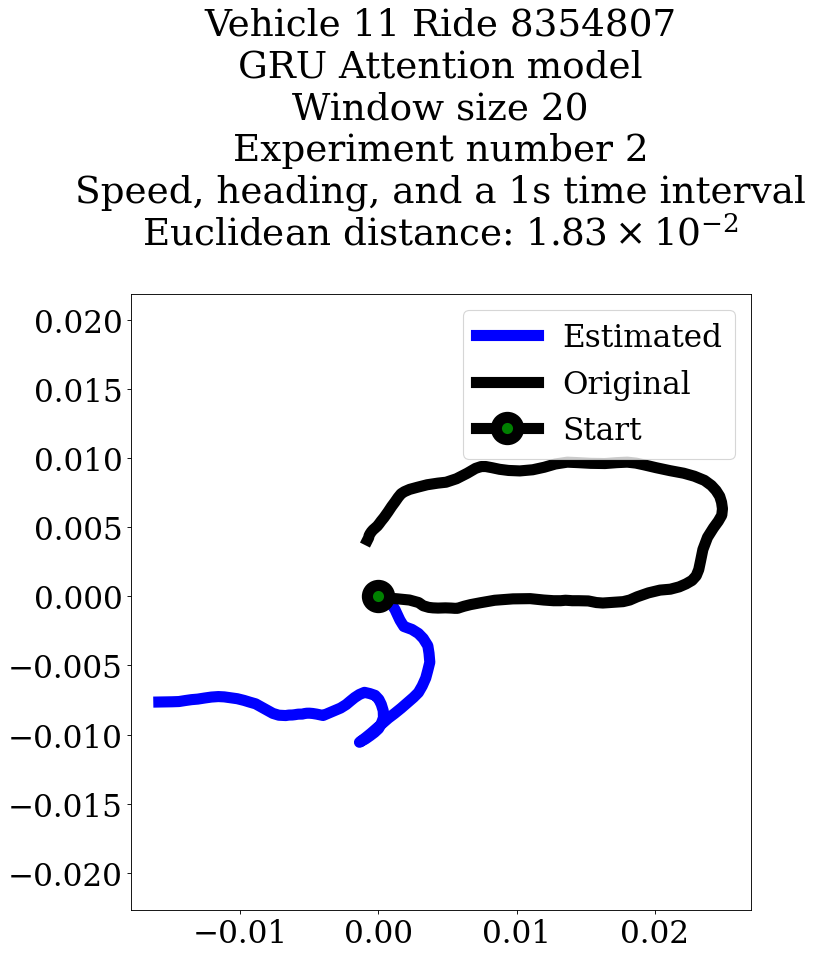 Vehicle 11 Ride 8354807
GRU Attention model
Window size 20
Experiment number 2
Speed, heading, and a 1s time interval
Euclidean distance: 1.83 × 10⁻²
Estimated
Original
Start
0.020
0.015
0.010
0.005
0.000
−0.005
−0.010
−0.015
−0.020
−0.01 0.00 0.01 0.02